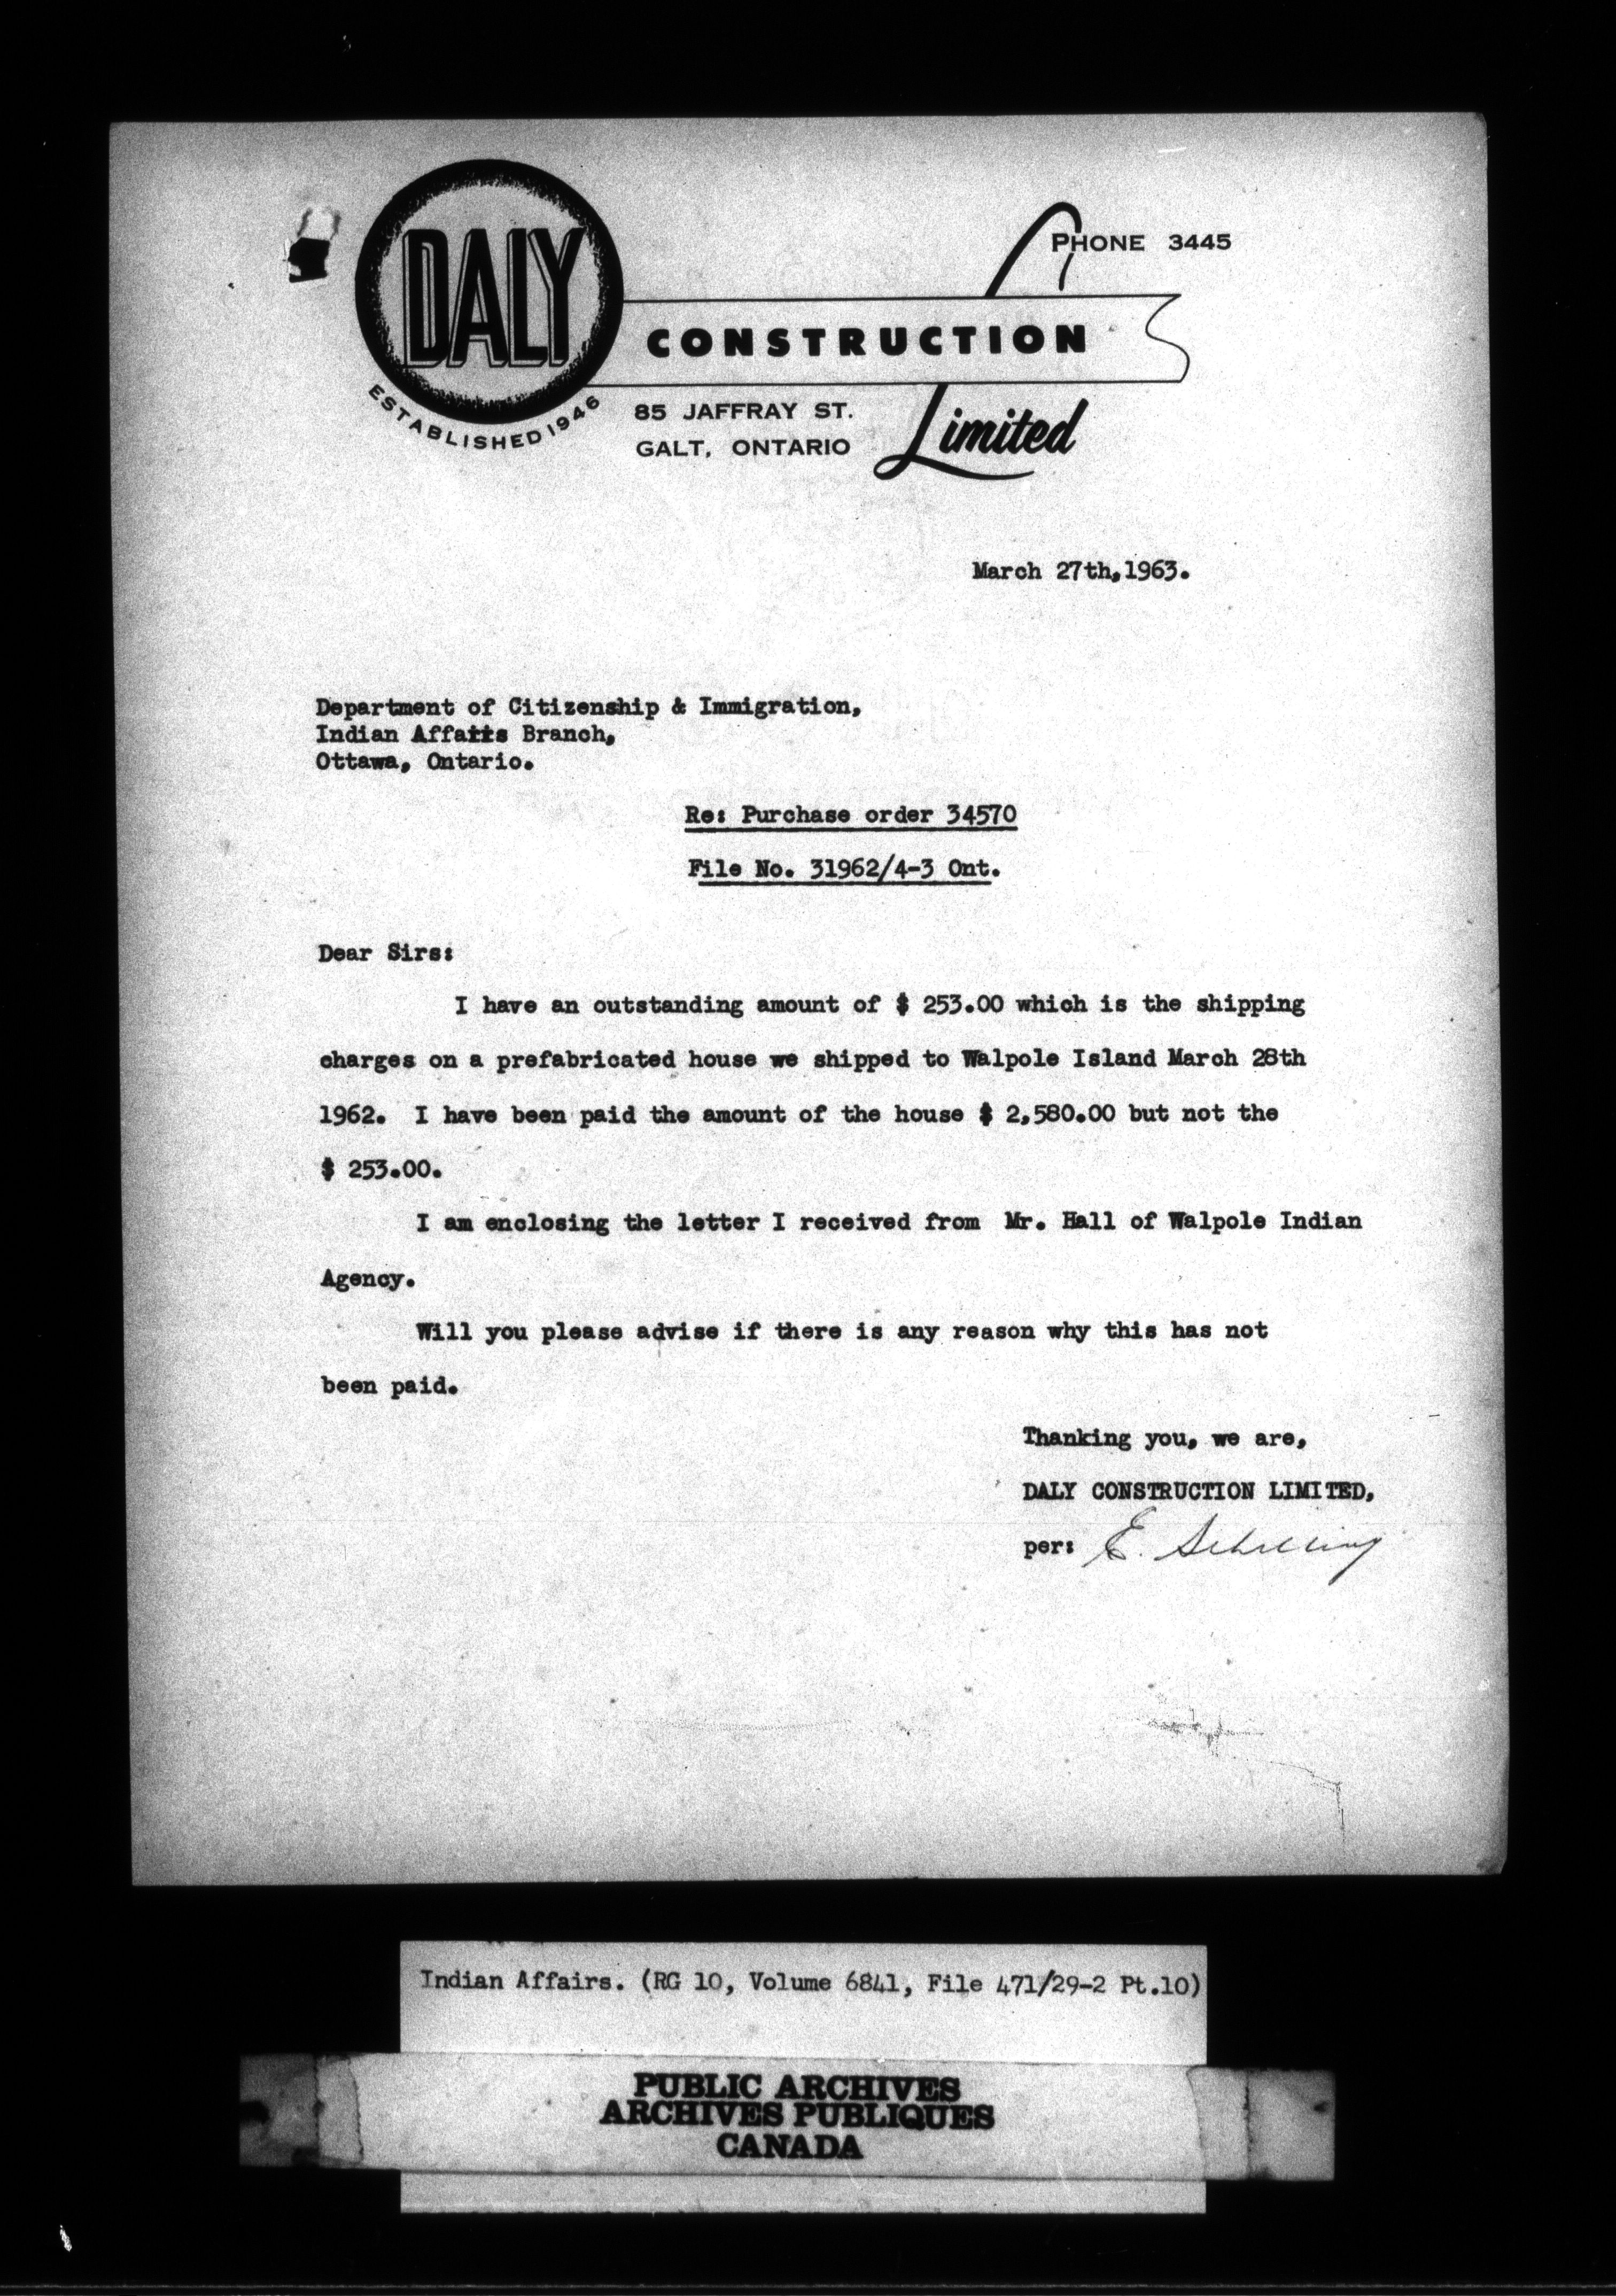 DALY
ESTABLISHED 1946
PHONE 3445
CONSTRUCTION
Limited
85 JAFFRAY ST.
GALT, ONTARIO
March 27th,1963.
Department of Citizenship & Immigration,
Indian Affairs Branch,
Ottawa, Ontario.
Re: Purchase order 34570
File No. 31962/4-3 Ont.
Dear Sirs:
I have an outstanding amount of $ 253.00 which is the shipping
charges on a prefabricated house we shipped to Walpole Island March 28th
1962. I have been paid the amount of the house $ 2,580.00 but not the
$ 253.00.
I am enclosing the letter I received from Mr. Hall of Walpole Indian
Agency.
Will you please advise if there is any reason why this has not
been paid.
Thanking you, we are,
DALY CONSTRUCTION LIMITED,
per: E.
Indian Affairs. (RG 10, Volume 6841, File 471/29-2 Pt.10)
PUBLIC ARCHIVES
ARCHIVES PUBLIQUES
CANADA